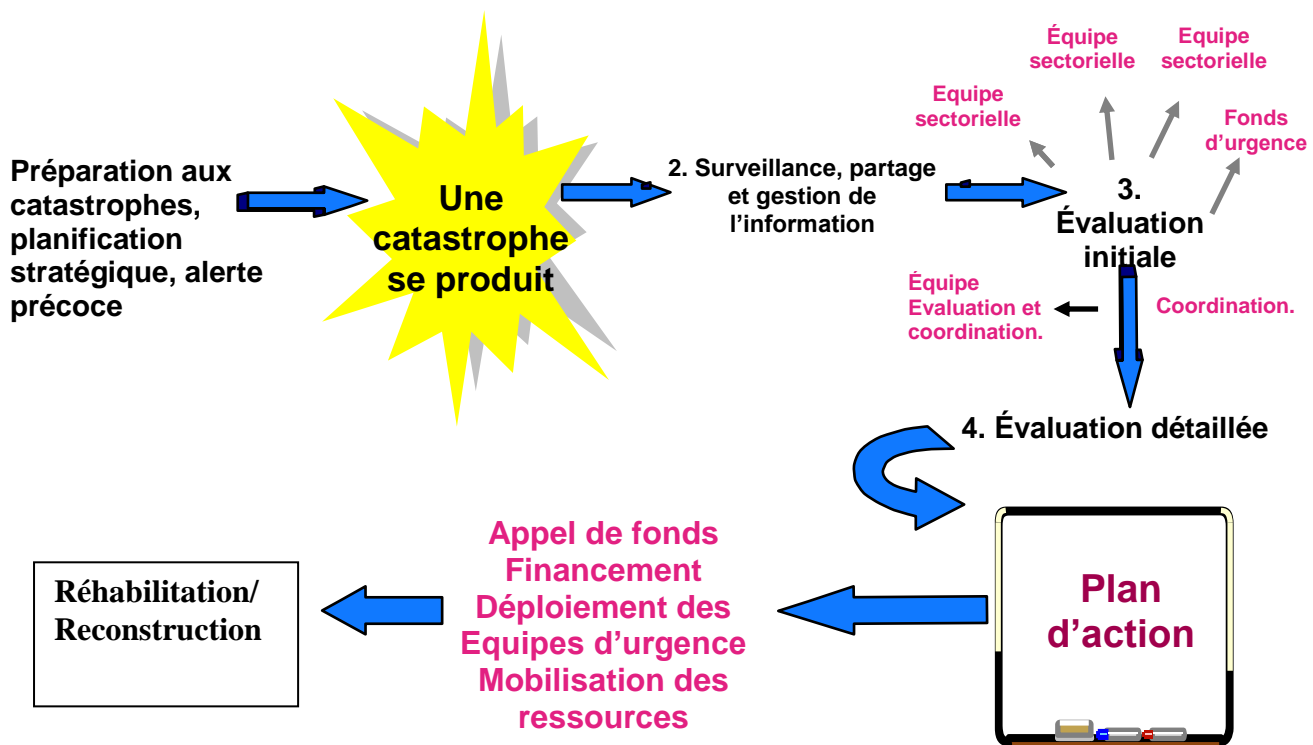 Préparation aux
catastrophes,
planification
stratégique, alerte
précoce
Une
catastrophe
se produit
2. Surveillance, partage
et gestion de
l’information
Equipe
sectorielle
Équipe
sectorielle
Equipe
sectorielle
Fonds
d’urgence
3.
Évaluation
initiale
Équipe
Evaluation et
coordination.
Coordination.
4. Évaluation détaillée
Plan
d’action
Appel de fonds
Financement
Déploiement des
Equipes d’urgence
Mobilisation des
ressources
Réhabilitation/
Reconstruction